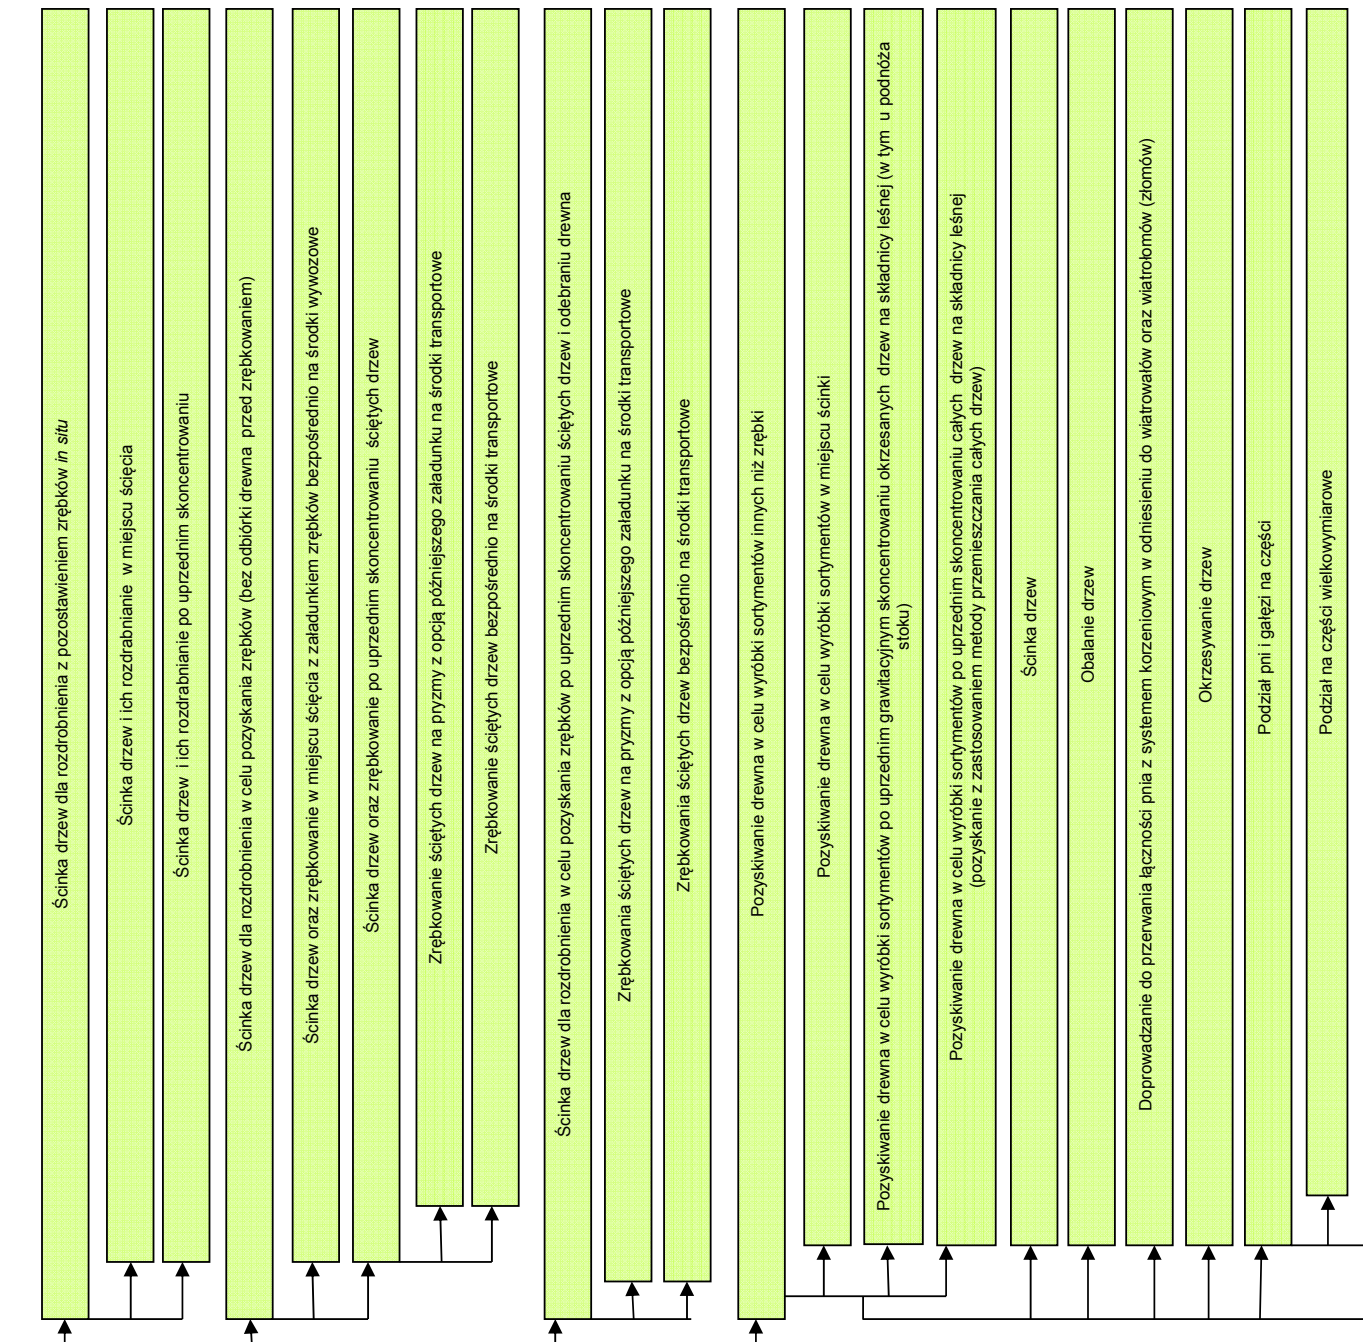 Ścinka drzew dla rozdrobnienia z pozostawieniem zrębków in situ
Ścinka drzew i ich rozdrabnianie w miejscu ścięcia
Ścinka drzew i ich rozdrabnianie po uprzednim skoncentrowaniu
Ścinka drzew dla rozdrobnienia w celu pozyskania zrębków (bez odbiórki drewna przed zrębkowaniem)
Ścinka drzew oraz zrębkowanie w miejscu ścięcia z załadunkiem zrębków bezpośrednio na środki wywozowe
Ścinka drzew oraz zrębkowanie po uprzednim skoncentrowaniu ściętych drzew
Zrębkowanie ściętych drzew na pryzmy z opcją późniejszego załadunku na środki transportowe
Zrębkowanie ściętych drzew bezpośrednio na środki transportowe
Ścinka drzew dla rozdrobnienia w celu pozyskania zrębków po uprzednim skoncentrowaniu ściętych drzew i odebraniu drewna
Zrębkowania ściętych drzew na pryzmy z opcją późniejszego załadunku na środki transportowe
Zrębkowania ściętych drzew bezpośrednio na środki transportowe
Pozyskiwanie drewna w celu wyróbki sortymentów innych niż zrębki
Pozyskiwanie drewna w celu wyróbki sortymentów w miejscu ścinki
Pozyskiwanie drewna w celu wyróbki sortymentów po uprzednim grawitacyjnym skoncentrowaniu okrzesanych drzew na składnicy leśnej (w tym u podnóża
stoku)
Pozyskiwanie drewna w celu wyróbki sortymentów po uprzednim skoncentrowaniu całych drzew na składnicy leśnej
(pozyskanie z zastosowaniem metody przemieszczania całych drzew)
Ścinka drzew
Obalanie drzew
Doprowadzanie do przerwania łączności pnia z systemem korzeniowym w odniesieniu do wiatrowałów oraz wiatrołomów (złomów)
Okrzesywanie drzew
Podział pni i gałęzi na części
Podział na części wielkowymiarowe